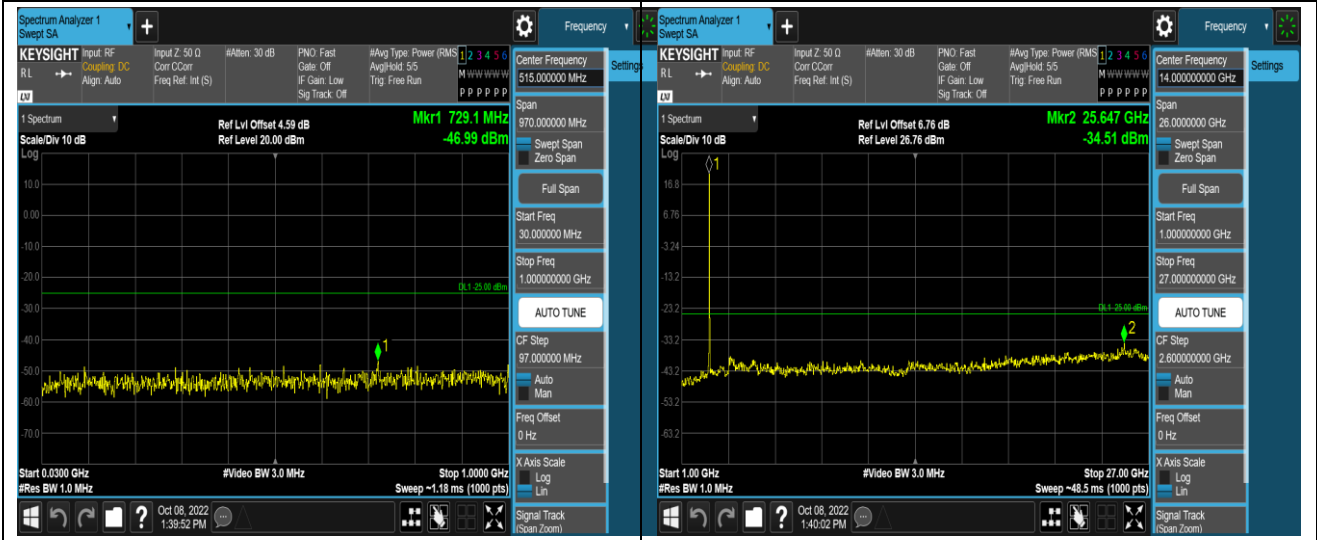 Spectrum Analyzer 1
Swept SA
Frequency
KEYSIGHT
RL
LXI
Input: RF
Coupling: DC
Align: Auto
Input Z: 50 Ω
Corr CCorr
Freq Ref: Int (S)
#Atten: 30 dB
PNO: Fast
Gate: Off
IF Gain: Low
Sig Track: Off
#Avg Type: Power (RMS
Avg|Hold: 5/5
Trig: Free Run
1 2 3 4 5 6
M W W W W W
P P P P P P
Center Frequency
515.000000 MHz
Settings
Span
970.000000 MHz
Swept Span
Zero Span
Full Span
Start Freq
30.000000 MHz
Stop Freq
1.000000000 GHz
AUTO TUNE
CF Step
97.000000 MHz
Auto
Man
Freq Offset
0 Hz
X Axis Scale
Log
Lin
Signal Track
(Span Zoom)
1 Spectrum
Scale/Div 10 dB
Log
Ref Lvl Offset 4.59 dB
Ref Level 20.00 dBm
Mkr1 729.1 MHz
-46.99 dBm
10.0
0.00
-10.0
-20.0
DL1 -25.00 dBm
-30.0
-40.0
1
-50.0
-60.0
-70.0
Start 0.0300 GHz
#Res BW 1.0 MHz
#Video BW 3.0 MHz
Stop 1.0000 GHz
Sweep ~1.18 ms (1000 pts)
?
Oct 08, 2022
1:39:52 PM
Spectrum Analyzer 1
Swept SA
Frequency
KEYSIGHT
RL
LXI
Input: RF
Coupling: DC
Align: Auto
Input Z: 50 Ω
Corr CCorr
Freq Ref: Int (S)
#Atten: 30 dB
PNO: Fast
Gate: Off
IF Gain: Low
Sig Track: Off
#Avg Type: Power (RMS
Avg|Hold: 5/5
Trig: Free Run
1 2 3 4 5 6
M W W W W W
P P P P P P
Center Frequency
14.000000000 GHz
Settings
Span
26.0000000 GHz
Swept Span
Zero Span
Full Span
Start Freq
1.000000000 GHz
Stop Freq
27.000000000 GHz
AUTO TUNE
CF Step
2.600000000 GHz
Auto
Man
Freq Offset
0 Hz
X Axis Scale
Log
Lin
Signal Track
(Span Zoom)
1 Spectrum
Scale/Div 10 dB
Log
Ref Lvl Offset 6.76 dB
Ref Level 26.76 dBm
Mkr2 25.647 GHz
-34.51 dBm
1
16.8
6.76
-3.24
-13.2
-23.2
DL1 -25.00 dBm
2
-33.2
-43.2
-53.2
-63.2
Start 1.00 GHz
#Res BW 1.0 MHz
#Video BW 3.0 MHz
Stop 27.00 GHz
Sweep ~48.5 ms (1000 pts)
?
Oct 08, 2022
1:40:02 PM